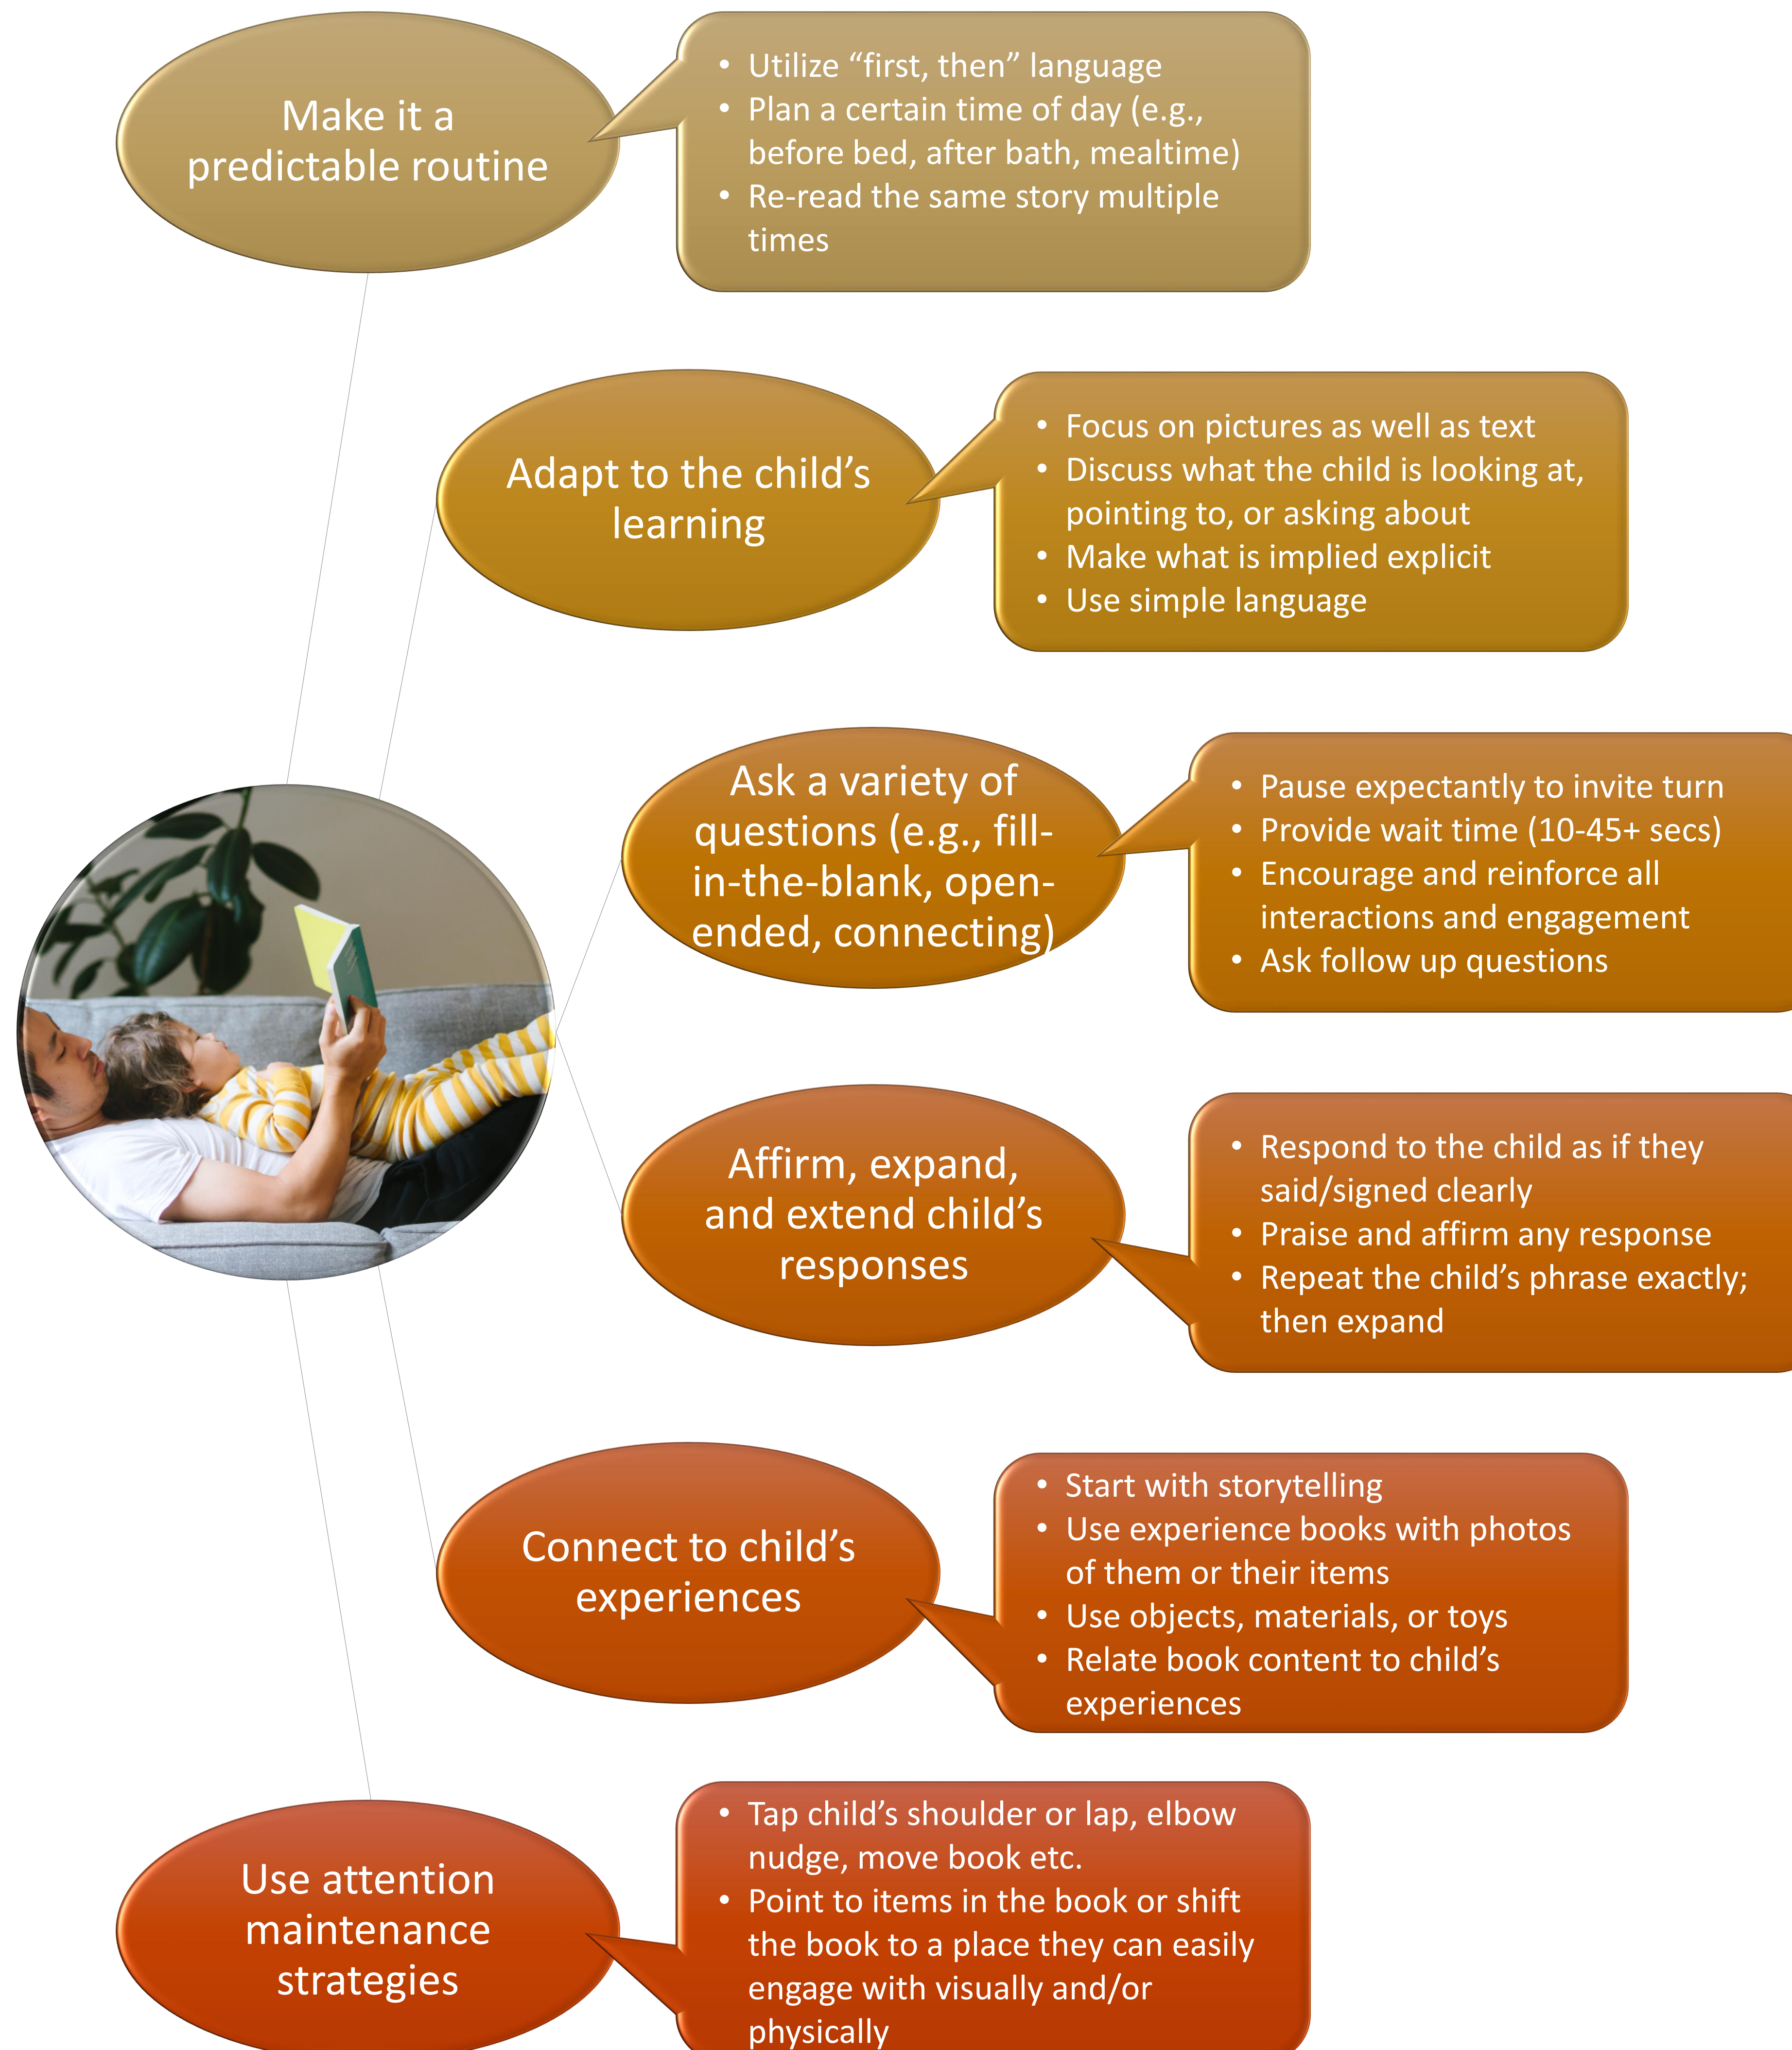 Make it a
predictable routine
• Utilize “first, then” language
• Plan a certain time of day (e.g.,
before bed, after bath, mealtime)
• Re-read the same story multiple
times
Adapt to the child’s
learning
• Focus on pictures as well as text
• Discuss what the child is looking at,
pointing to, or asking about
• Make what is implied explicit
• Use simple language
Ask a variety of
questions (e.g., fill-
in-the-blank, open-
ended, connecting)
• Pause expectantly to invite turn
• Provide wait time (10-45+ secs)
• Encourage and reinforce all
interactions and engagement
• Ask follow up questions
Affirm, expand,
and extend child’s
responses
• Respond to the child as if they
said/signed clearly
• Praise and affirm any response
• Repeat the child’s phrase exactly;
then expand
Connect to child’s
experiences
• Start with storytelling
• Use experience books with photos
of them or their items
• Use objects, materials, or toys
• Relate book content to child’s
experiences
Use attention
maintenance
strategies
• Tap child’s shoulder or lap, elbow
nudge, move book etc.
• Point to items in the book or shift
the book to a place they can easily
engage with visually and/or
physically